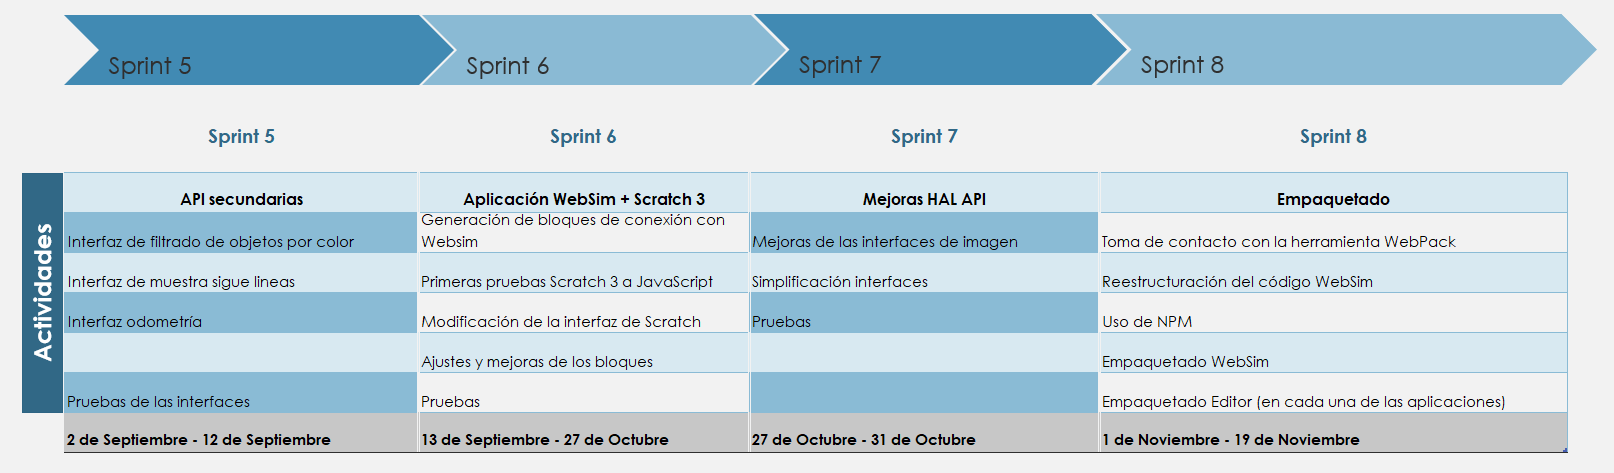 Sprint 5
Sprint 6
Sprint 7
Sprint 8
Sprint 5
Sprint 6
Sprint 7
Sprint 8
Actividades
API secundarias
Aplicación WebSim + Scratch 3
Mejoras HAL API
Empaquetado
Interfaz de filtrado de objetos por color
Generación de bloques de conexión con
Websim
Mejoras de las interfaces de imagen
Toma de contacto con la herramienta WebPack
Interfaz de muestra sigue lineas
Primeras pruebas Scratch 3 a JavaScript
Simplificación interfaces
Reestructuración del código WebSim
Interfaz odometría
Modificación de la interfaz de Scratch
Pruebas
Uso de NPM
Ajustes y mejoras de los bloques
Empaquetado WebSim
Pruebas de las interfaces
Pruebas
Empaquetado Editor (en cada una de las aplicaciones)
2 de Septiembre - 12 de Septiembre
13 de Septiembre - 27 de Octubre
27 de Octubre - 31 de Octubre
1 de Noviembre - 19 de Noviembre